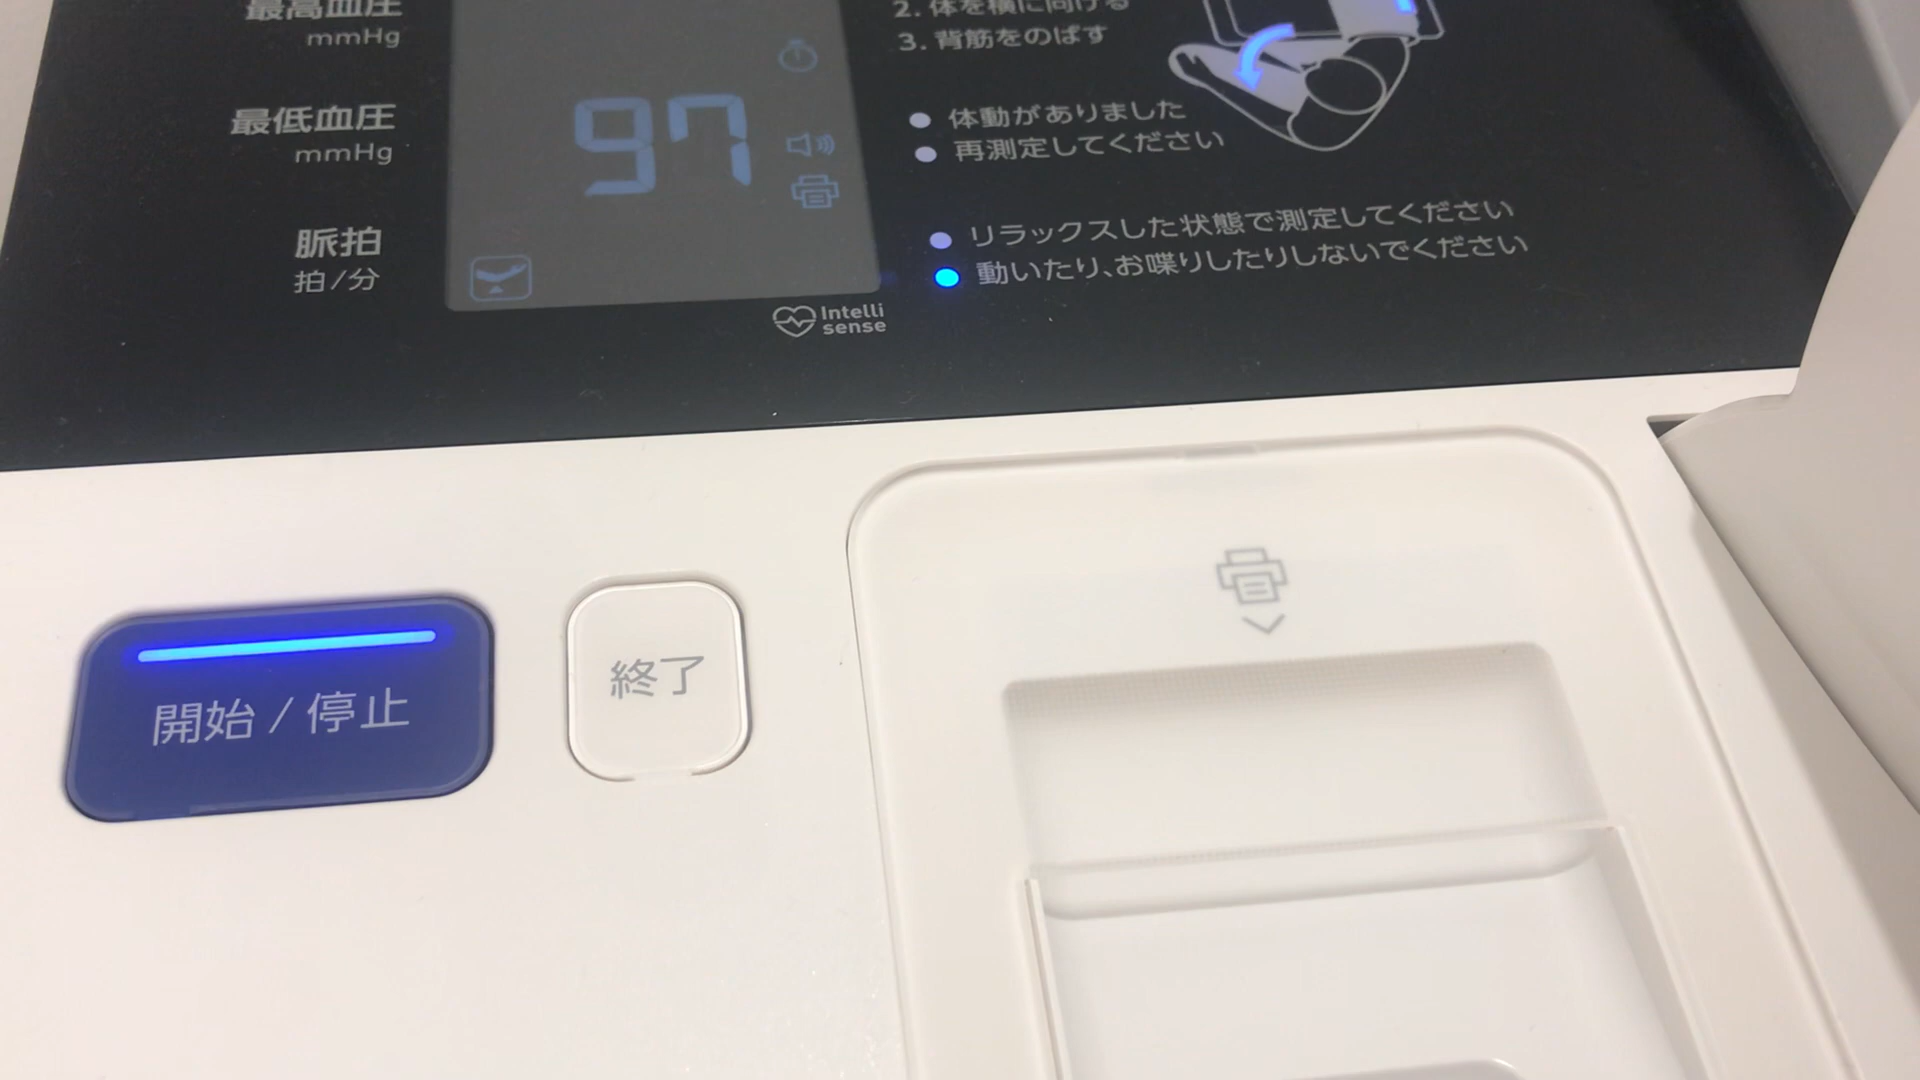 最高血圧
mmHg
最低血圧
mmHg
脈拍
拍/分
97
Intelli
sense
2. 体を横に向ける
3. 背筋をのばす
体動がありました
再測定してください
リラックスした状態で測定してください
動いたり、お喋りしたりしないでください
開始 / 停止
終了